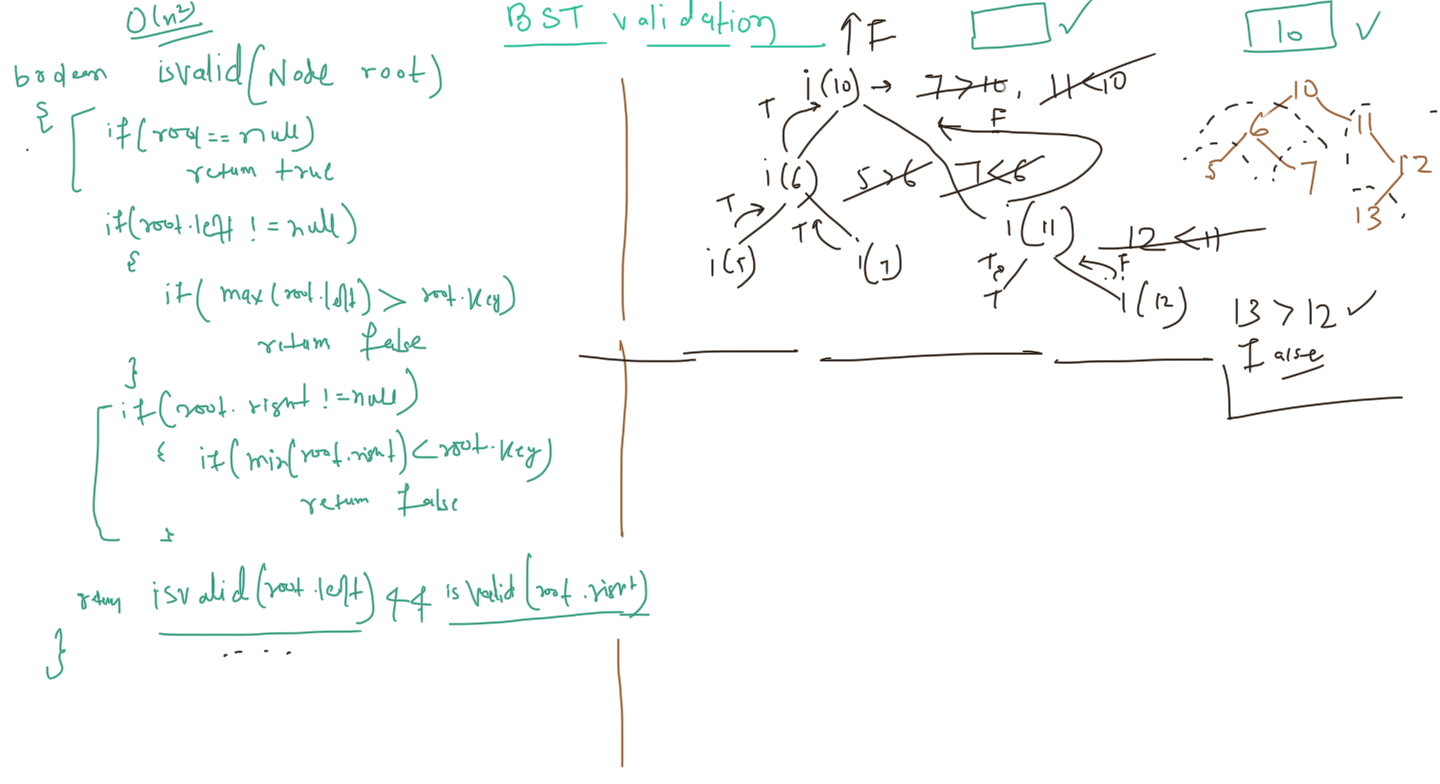 O(n²)
BST validation
boolean isvalid(Node root)
{
if(root == null)
return true
if(root.left != null)
{
if( max(root.left) > root.key)
return false
}
if(root. right != null)
{ if(min(root.right) < root.key)
return false
}
return isvalid(root.left) && isvalid(root.right)
}
↑F
i(10) → 7>10, 11<10
T
F
i(6) 5>6 7<6
T
T
i(5)
i(7)
i(11) 12<11
T
T
F
i(12)
13 > 12 ✓
False
✓
10 ✓
10
6
11
5
7
12
13